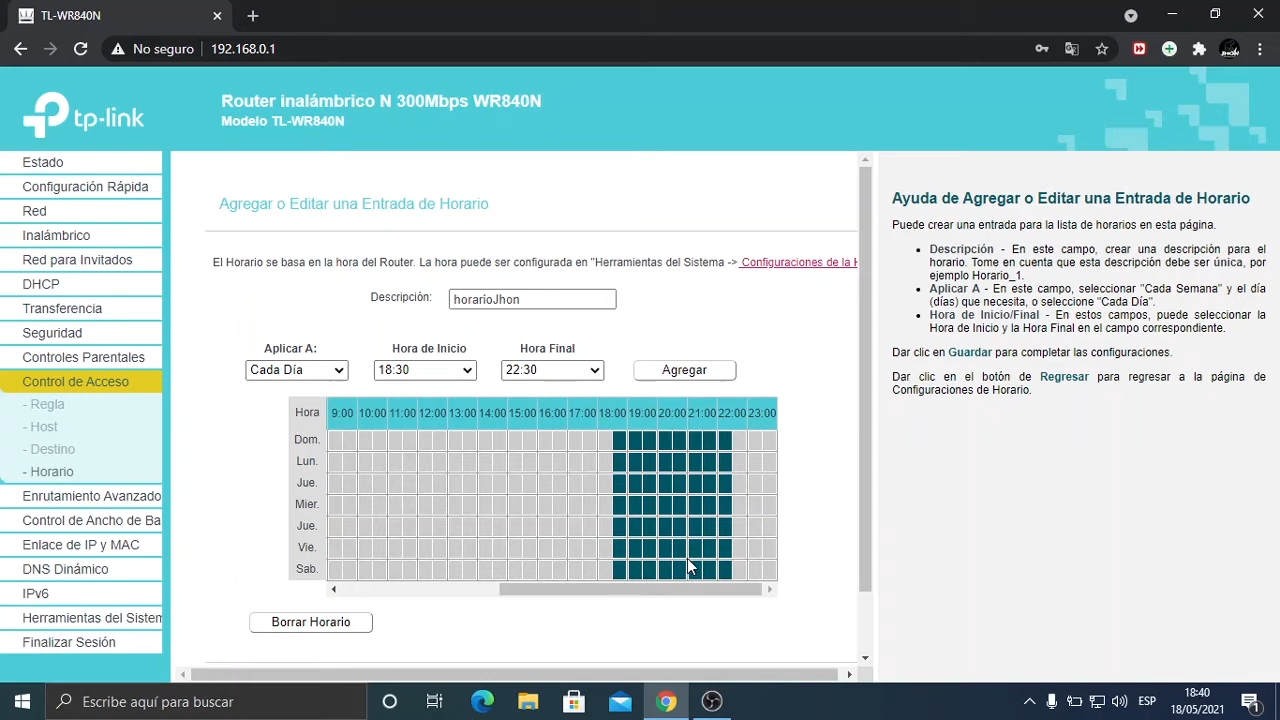 TL-WR840N
No seguro
192.168.0.1
JHON
tp-link
Router inalámbrico N 300Mbps WR840N
Modelo TL-WR840N
Estado
Configuración Rápida
Red
Inalámbrico
Red para Invitados
DHCP
Transferencia
Seguridad
Controles Parentales
Control de Acceso
- Regla
- Host
- Destino
- Horario
Enrutamiento Avanzado
Control de Ancho de Ba
Enlace de IP y MAC
DNS Dinámico
IPv6
Herramientas del Sistem
Finalizar Sesión
Agregar o Editar una Entrada de Horario
El Horario se basa en la hora del Router. La hora puede ser configurada en "Herramientas del Sistema -> Configuraciones de la H
Descripción: horarioJhon
Aplicar A: Hora de Inicio Hora Final
Cada Día 18:30 22:30 Agregar
Hora 9:00 10:00 11:00 12:00 13:00 14:00 15:00 16:00 17:00 18:00 19:00 20:00 21:00 22:00 23:00
Dom.
Lun.
Jue.
Mier.
Jue.
Vie.
Sab.
Borrar Horario
Ayuda de Agregar o Editar una Entrada de Horario
Puede crear una entrada para la lista de horarios en esta página.
Descripción - En este campo, crear una descripción para el
horario. Tome en cuenta que esta descripción debe ser única, por
ejemplo Horario_1.
Aplicar A - En este campo, seleccionar "Cada Semana" y el día
(días) que necesita, o seleccione "Cada Día".
Hora de Inicio/Final - En estos campos, puede seleccionar la
Hora de Inicio y la Hora Final en el campo correspondiente.
Dar clic en Guardar para completar las configuraciones.
Dar clic en el botón de Regresar para regresar a la página de
Configuraciones de Horario.
Escribe aquí para buscar
ESP
18:40
18/05/2021
1